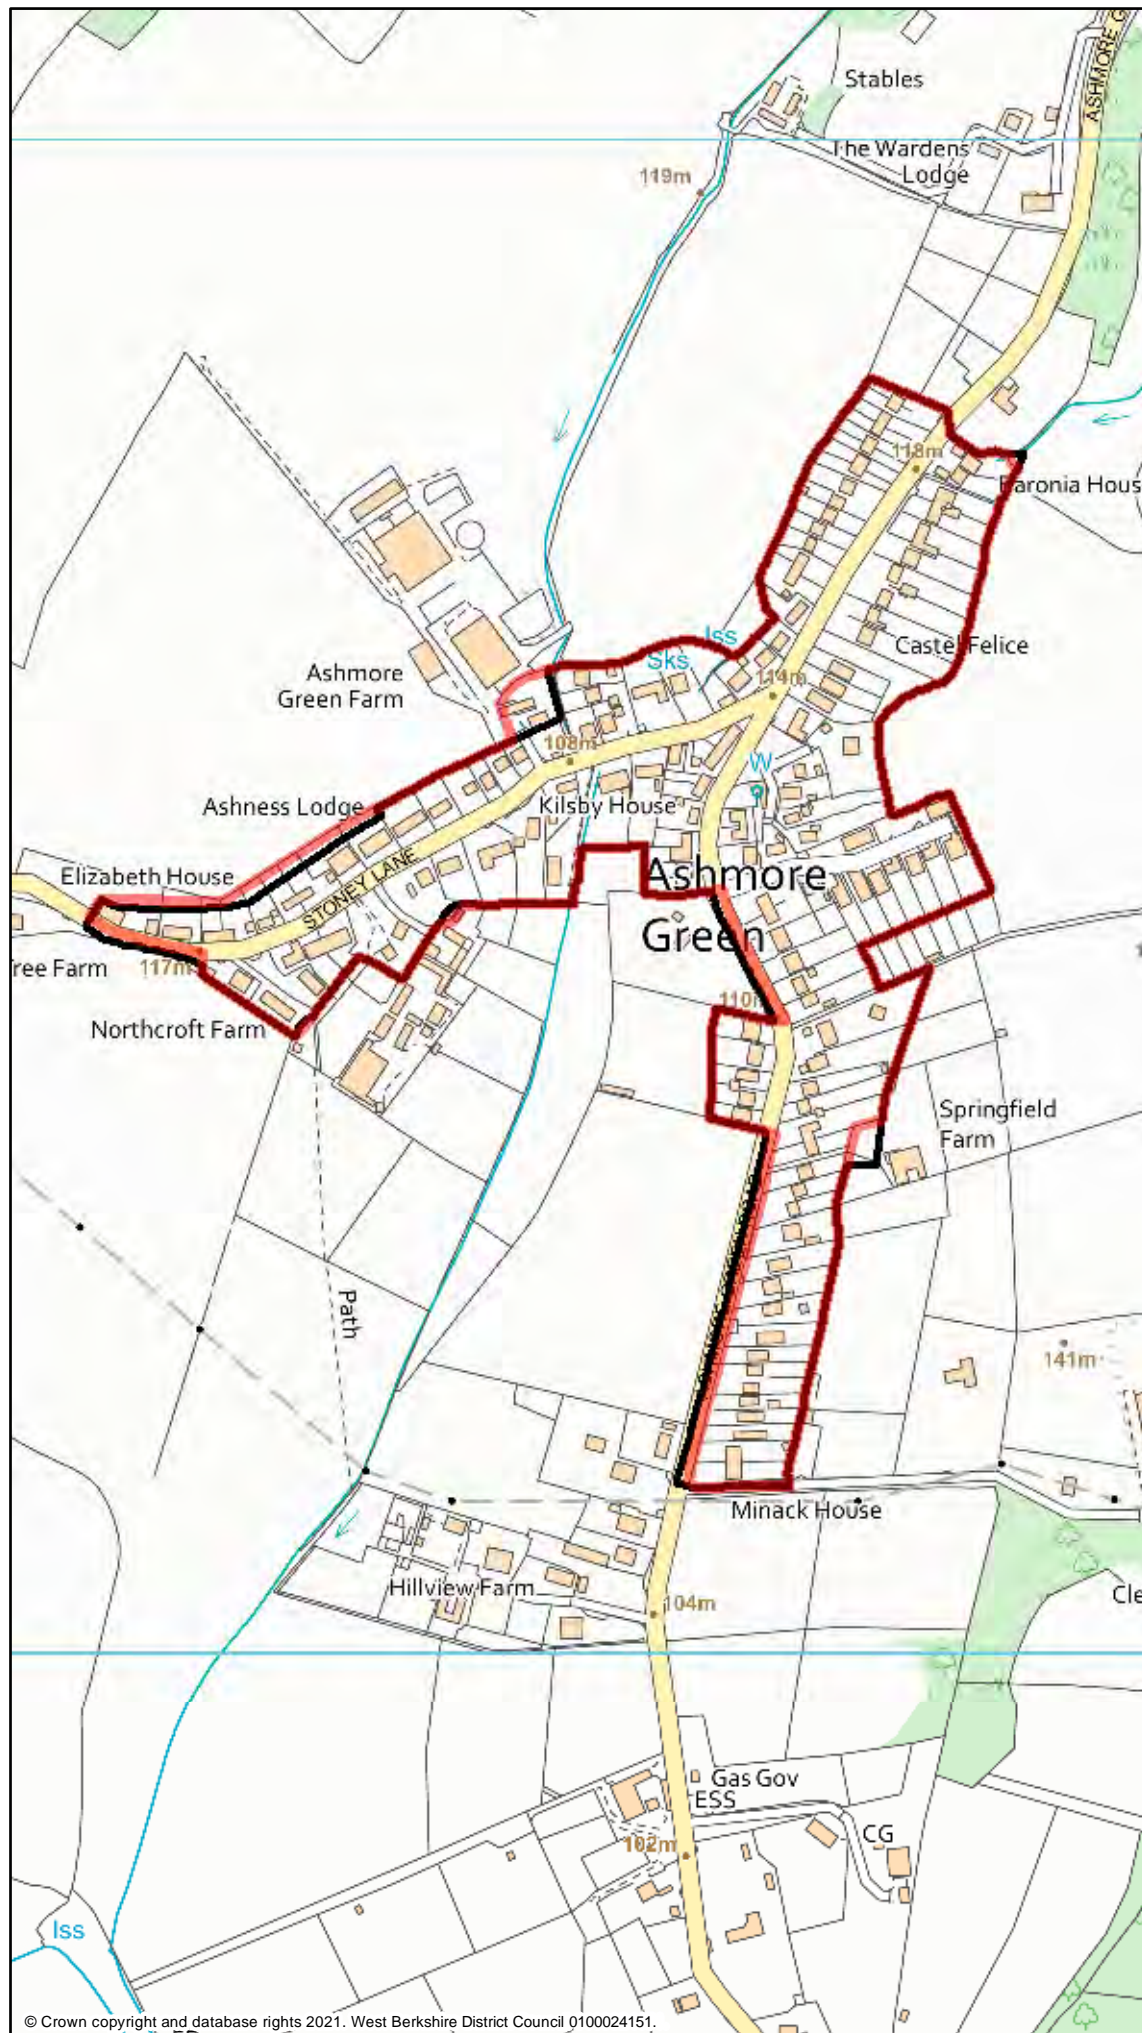 Stables
ASHMORE G
The Wardens
Lodge
119m
118m
Baronia Hous
Castel Felice
Iss
Sks
114m
Ashmore
Green Farm
108m
W
Ashness Lodge
Kilsby House
Elizabeth House
STONEY LANE
Ashmore
Green
Tree Farm
117m
110m
Northcroft Farm
Springfield
Farm
Path
141m
Minack House
Hillview Farm
104m
Cle
Gas Gov
ESS
CG
102m
Iss
© Crown copyright and database rights 2021. West Berkshire District Council 0100024151.